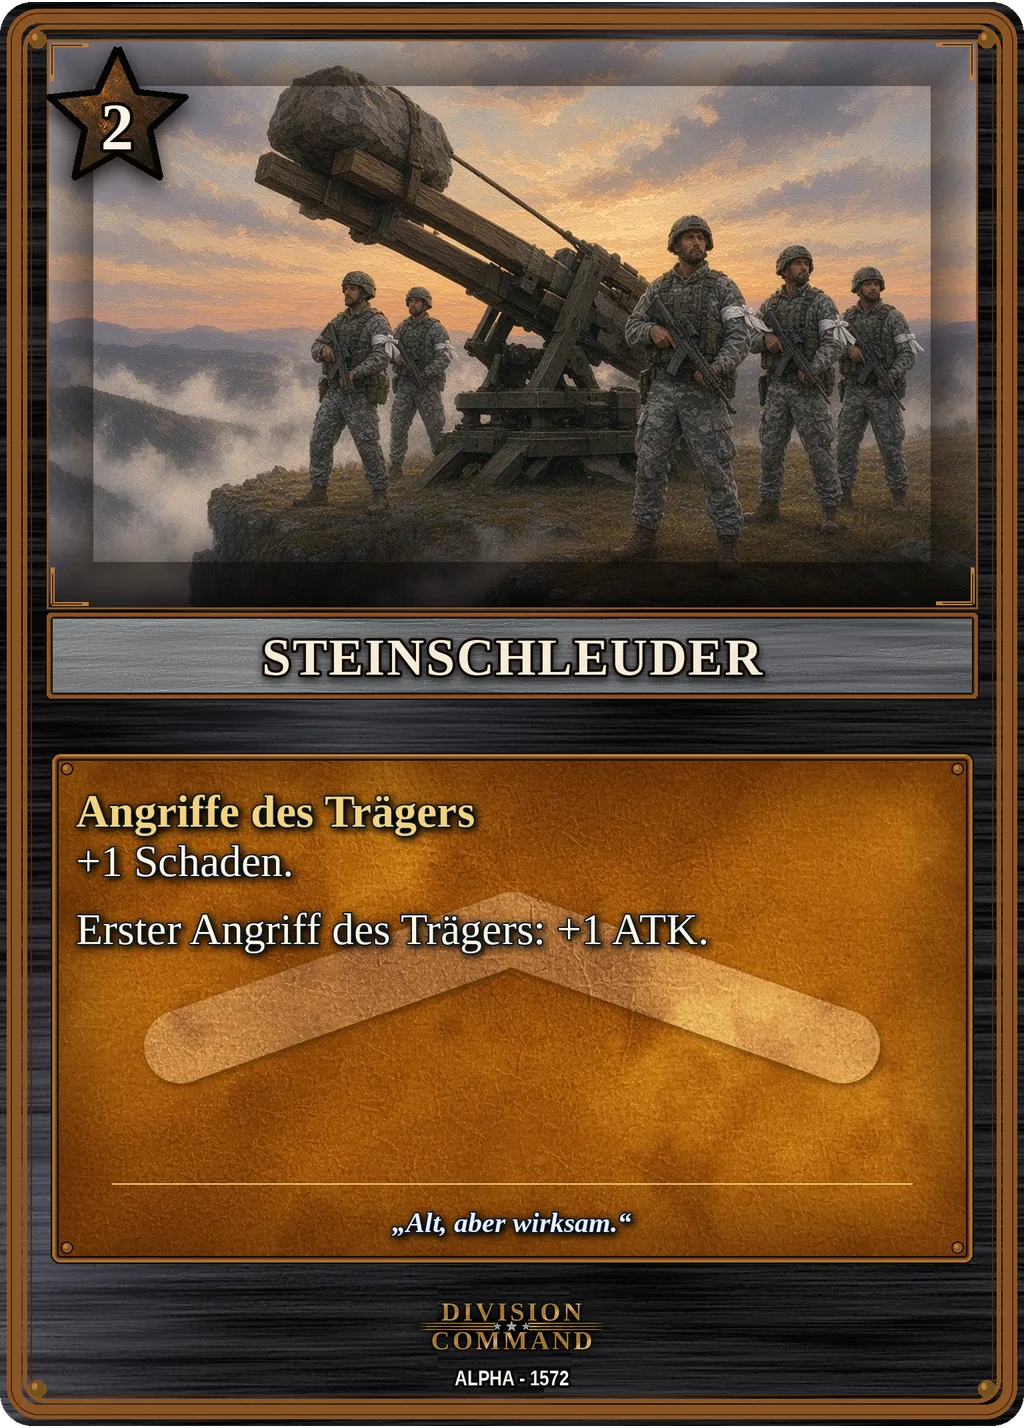 2
STEINSCHLEUDER
Angriffe des Trägers
+1 Schaden.
Erster Angriff des Trägers: +1 ATK.
„Alt, aber wirksam.“
DIVISION
COMMAND
ALPHA - 1572